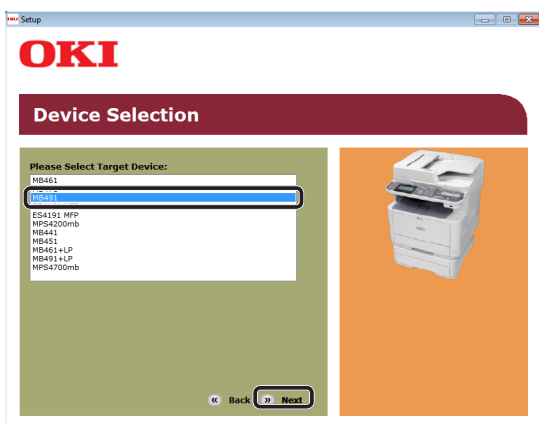 OKI Setup
OKI
Device Selection
Please Select Target Device:
MB461
MB491
ES4191 MFP
MPS4200mb
MB441
MB451
MB461+LP
MB491+LP
MPS4700mb
« Back » Next